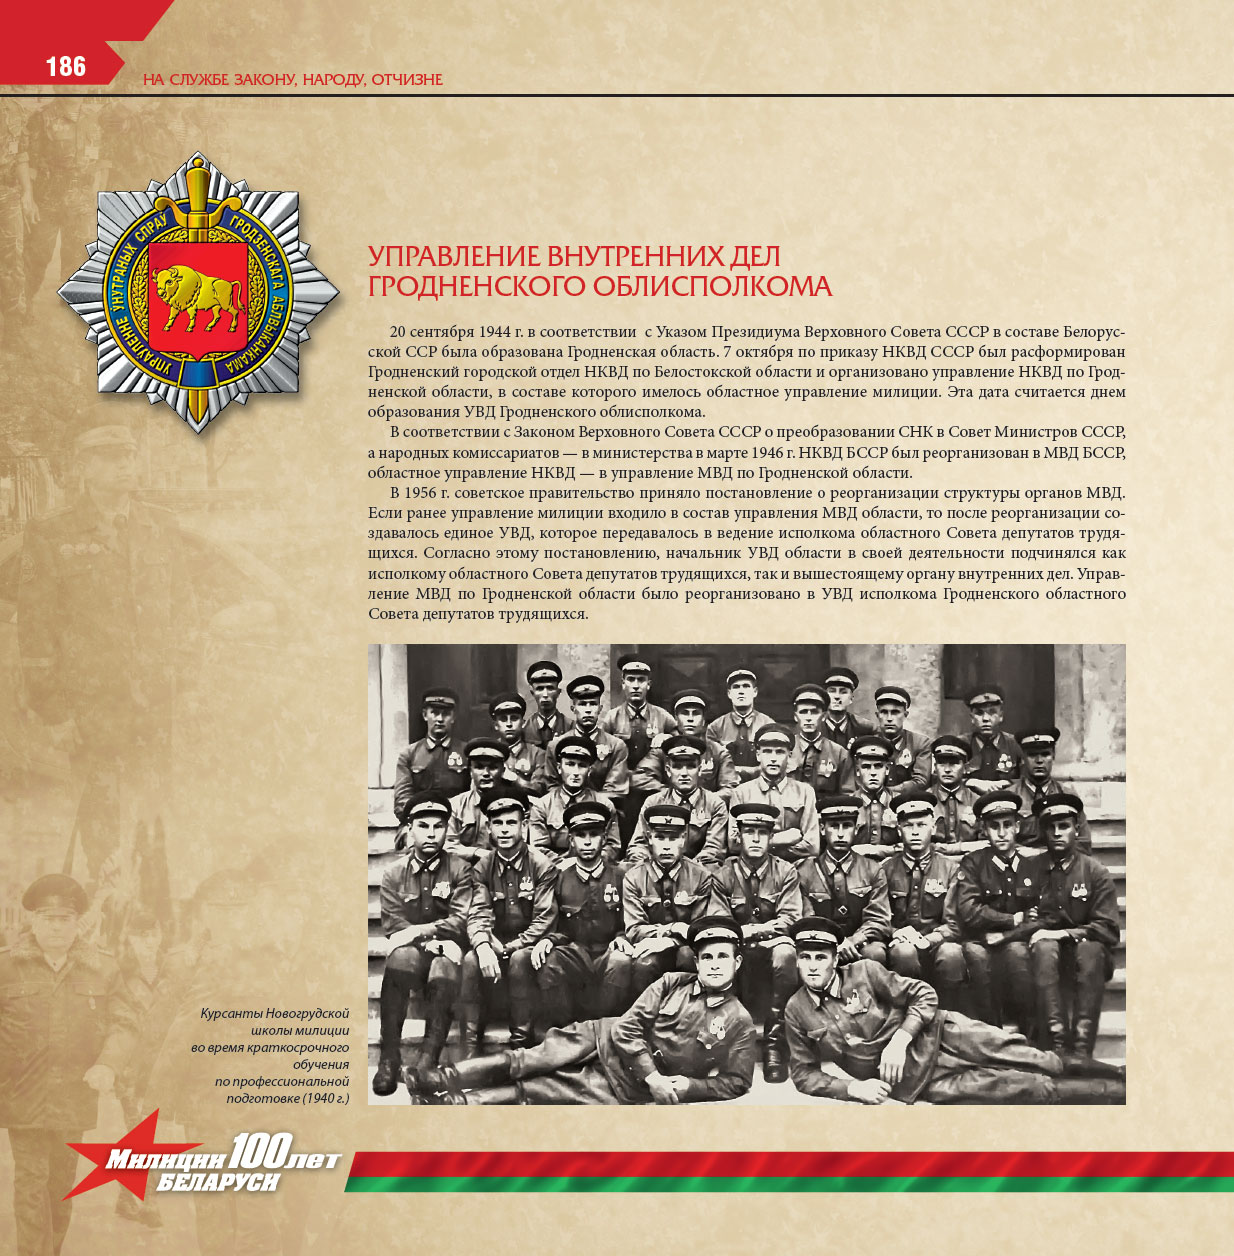 186
НА СЛУЖБЕ ЗАКОНУ, НАРОДУ, ОТЧИЗНЕ
УПРАЎЛЕННЕ УНУТРАНЫХ СПРАЎ
ГРОДЗЕНСКАГА АБЛВЫКАНКАМА
УПРАВЛЕНИЕ ВНУТРЕННИХ ДЕЛ
ГРОДНЕНСКОГО ОБЛИСПОЛКОМА
20 сентября 1944 г. в соответствии с Указом Президиума Верховного Совета СССР в составе Белорус-
ской ССР была образована Гродненская область. 7 октября по приказу НКВД СССР был расформирован
Гродненский городской отдел НКВД по Белостокской области и организовано управление НКВД по Грод-
ненской области, в составе которого имелось областное управление милиции. Эта дата считается днем
образования УВД Гродненского облисполкома.
В соответствии с Законом Верховного Совета СССР о преобразовании СНК в Совет Министров СССР,
а народных комиссариатов — в министерства в марте 1946 г. НКВД БССР был реорганизован в МВД БССР,
областное управление НКВД — в управление МВД по Гродненской области.
В 1956 г. советское правительство приняло постановление о реорганизации структуры органов МВД.
Если ранее управление милиции входило в состав управления МВД области, то после реорганизации со-
здавалось единое УВД, которое передавалось в ведение исполкома областного Совета депутатов трудя-
щихся. Согласно этому постановлению, начальник УВД области в своей деятельности подчинялся как
исполкому областного Совета депутатов трудящихся, так и вышестоящему органу внутренних дел. Управ-
ление МВД по Гродненской области было реорганизовано в УВД исполкома Гродненского областного
Совета депутатов трудящихся.
Курсанты Новогрудской
школы милиции
во время краткосрочного
обучения
по профессиональной
подготовке (1940 г.)
Милиции 100 лет
БЕЛАРУСИ